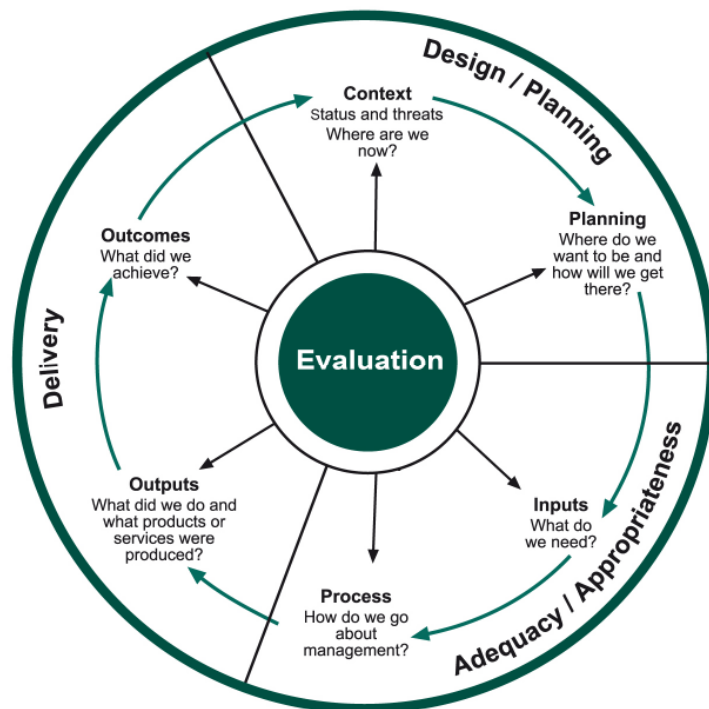 Design / Planning
Context
Status and threats
Where are we
now?
Planning
Where do we
want to be and
how will we get
there?
Outcomes
What did we
achieve?
Delivery
Evaluation
Outputs
What did we do and
what products or
services were
produced?
Inputs
What do
we need?
Process
How do we go
about
management?
Adequacy / Appropriateness